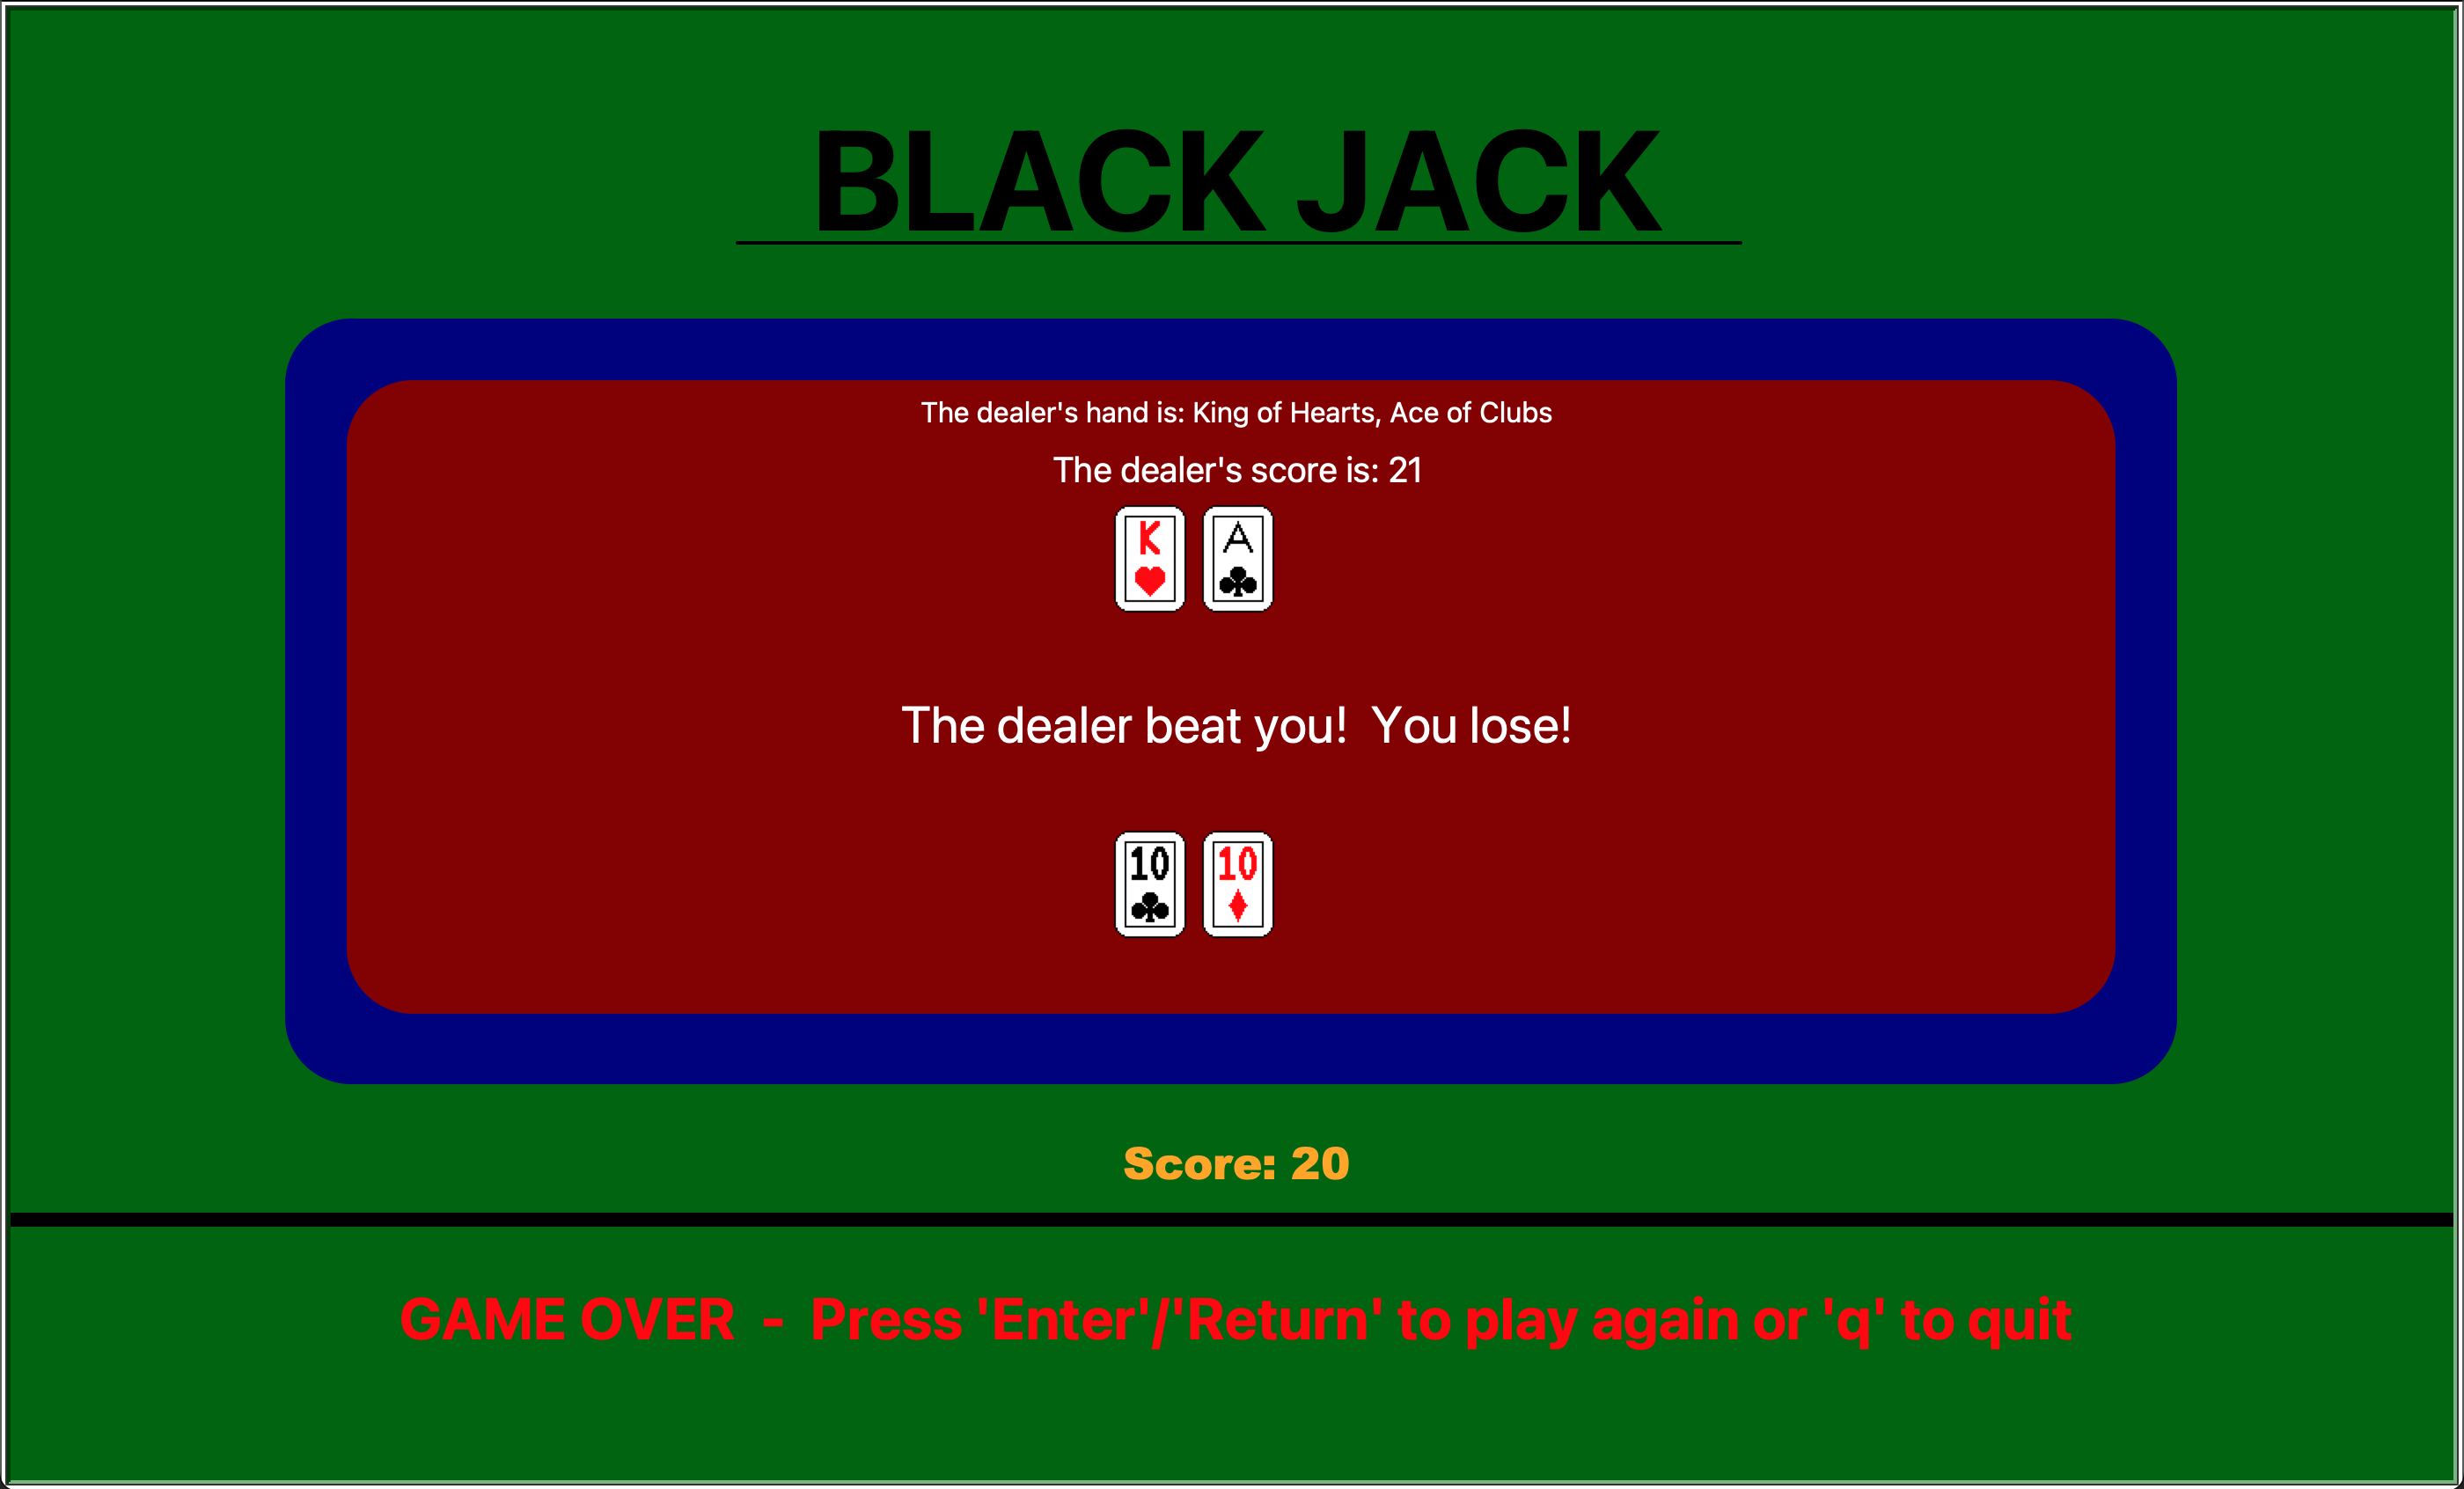 BLACK JACK
The dealer's hand is: King of Hearts, Ace of Clubs
The dealer's score is: 21
K A
The dealer beat you!  You lose!
10 10
Score: 20
GAME OVER  -  Press 'Enter'/'Return' to play again or 'q' to quit